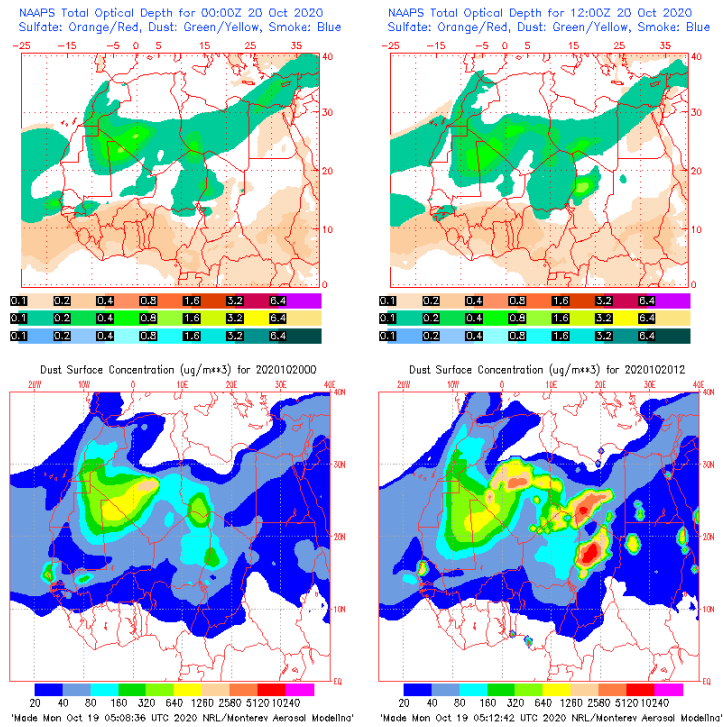 NAAPS Total Optical Depth for 00:00Z 20 Oct 2020
Sulfate: Orange/Red, Dust: Green/Yellow, Smoke: Blue
-25 -15 -5 0 5 15 25 35
40
30
20
10
0
0.1 0.2 0.4 0.8 1.6 3.2 6.4
0.1 0.2 0.4 0.8 1.6 3.2 6.4
0.1 0.2 0.4 0.8 1.6 3.2 6.4
NAAPS Total Optical Depth for 12:00Z 20 Oct 2020
Sulfate: Orange/Red, Dust: Green/Yellow, Smoke: Blue
-25 -15 -5 0 5 15 25 35
40
30
20
10
0
0.1 0.2 0.4 0.8 1.6 3.2 6.4
0.1 0.2 0.4 0.8 1.6 3.2 6.4
0.1 0.2 0.4 0.8 1.6 3.2 6.4
Dust Surface Concentration (ug/m**3) for 2020102000
20W 10W 0 10E 20E 30E 40E
40N
30N
20N
10N
EQ
20 40 80 160 320 640 1260 2580 5120 10240
'Made Mon Oct 19 05:08:36 UTC 2020 NRL/Monterey Aerosol Modeling'
Dust Surface Concentration (ug/m**3) for 2020102012
20W 10W 0 10E 20E 30E 40E
40N
30N
20N
10N
EQ
20 40 80 160 320 640 1260 2580 5120 10240
'Made Mon Oct 19 05:12:42 UTC 2020 NRL/Monterey Aerosol Modeling'